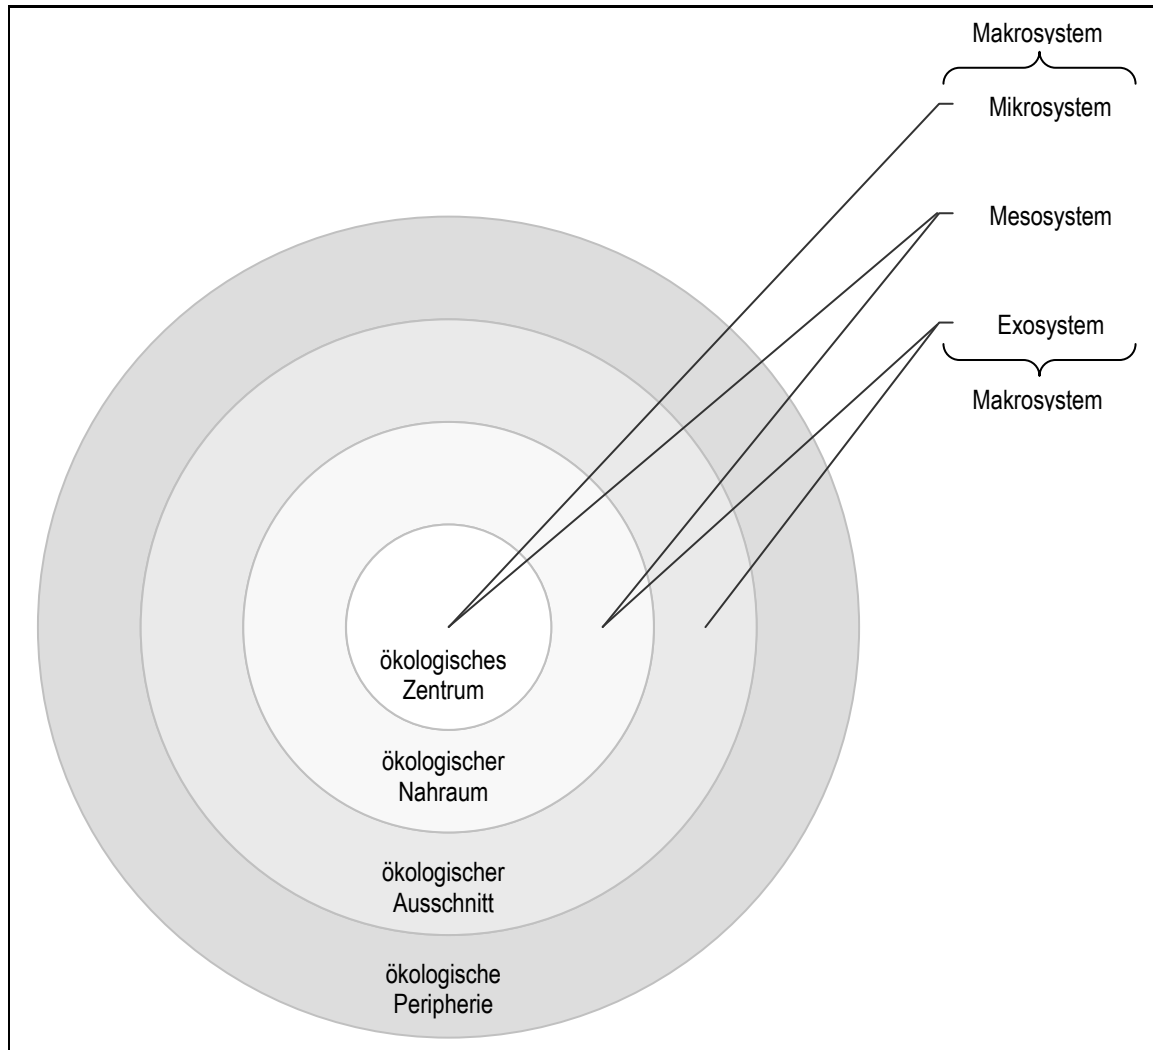 Makrosystem
Mikrosystem
Mesosystem
Exosystem
Makrosystem
ökologisches
Zentrum
ökologischer
Nahraum
ökologischer
Ausschnitt
ökologische
Peripherie